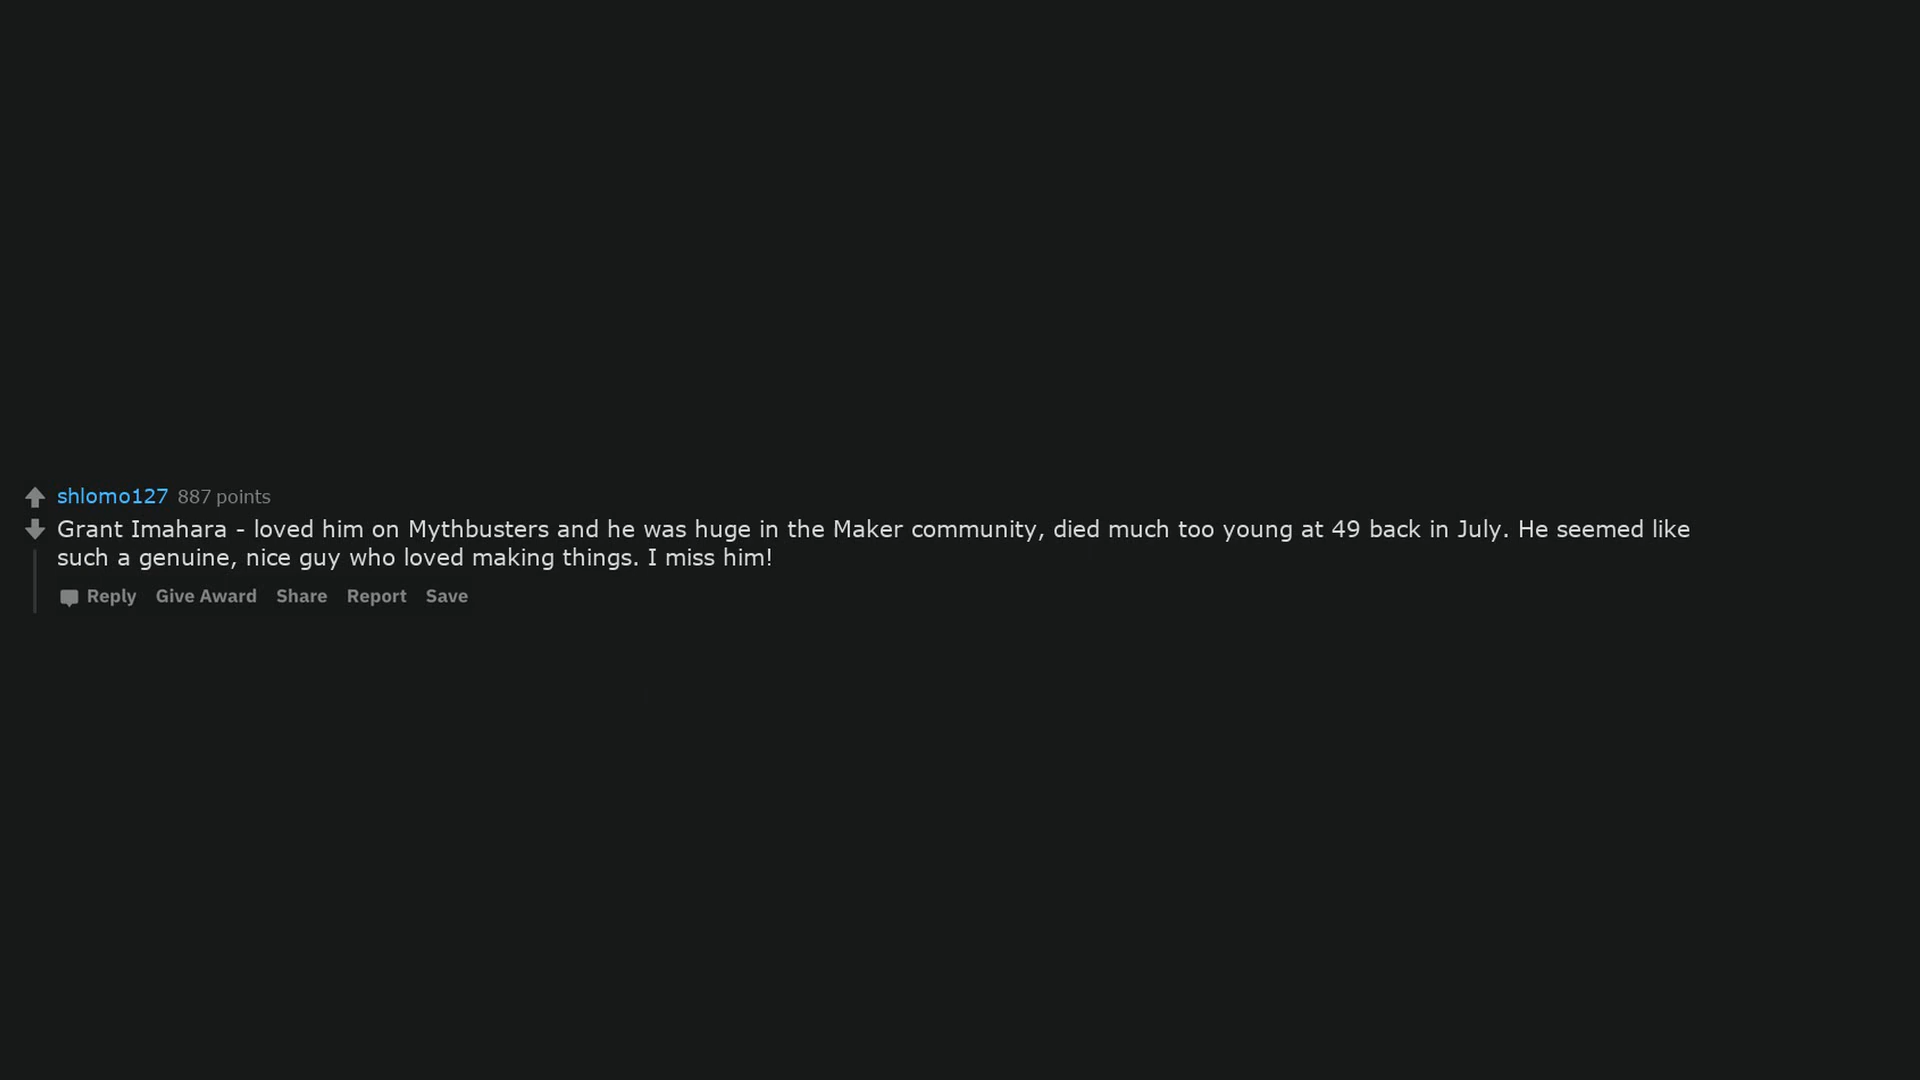 shlomo127 887 points
Grant Imahara - loved him on Mythbusters and he was huge in the Maker community, died much too young at 49 back in July. He seemed like
such a genuine, nice guy who loved making things. I miss him!
Reply Give Award Share Report Save